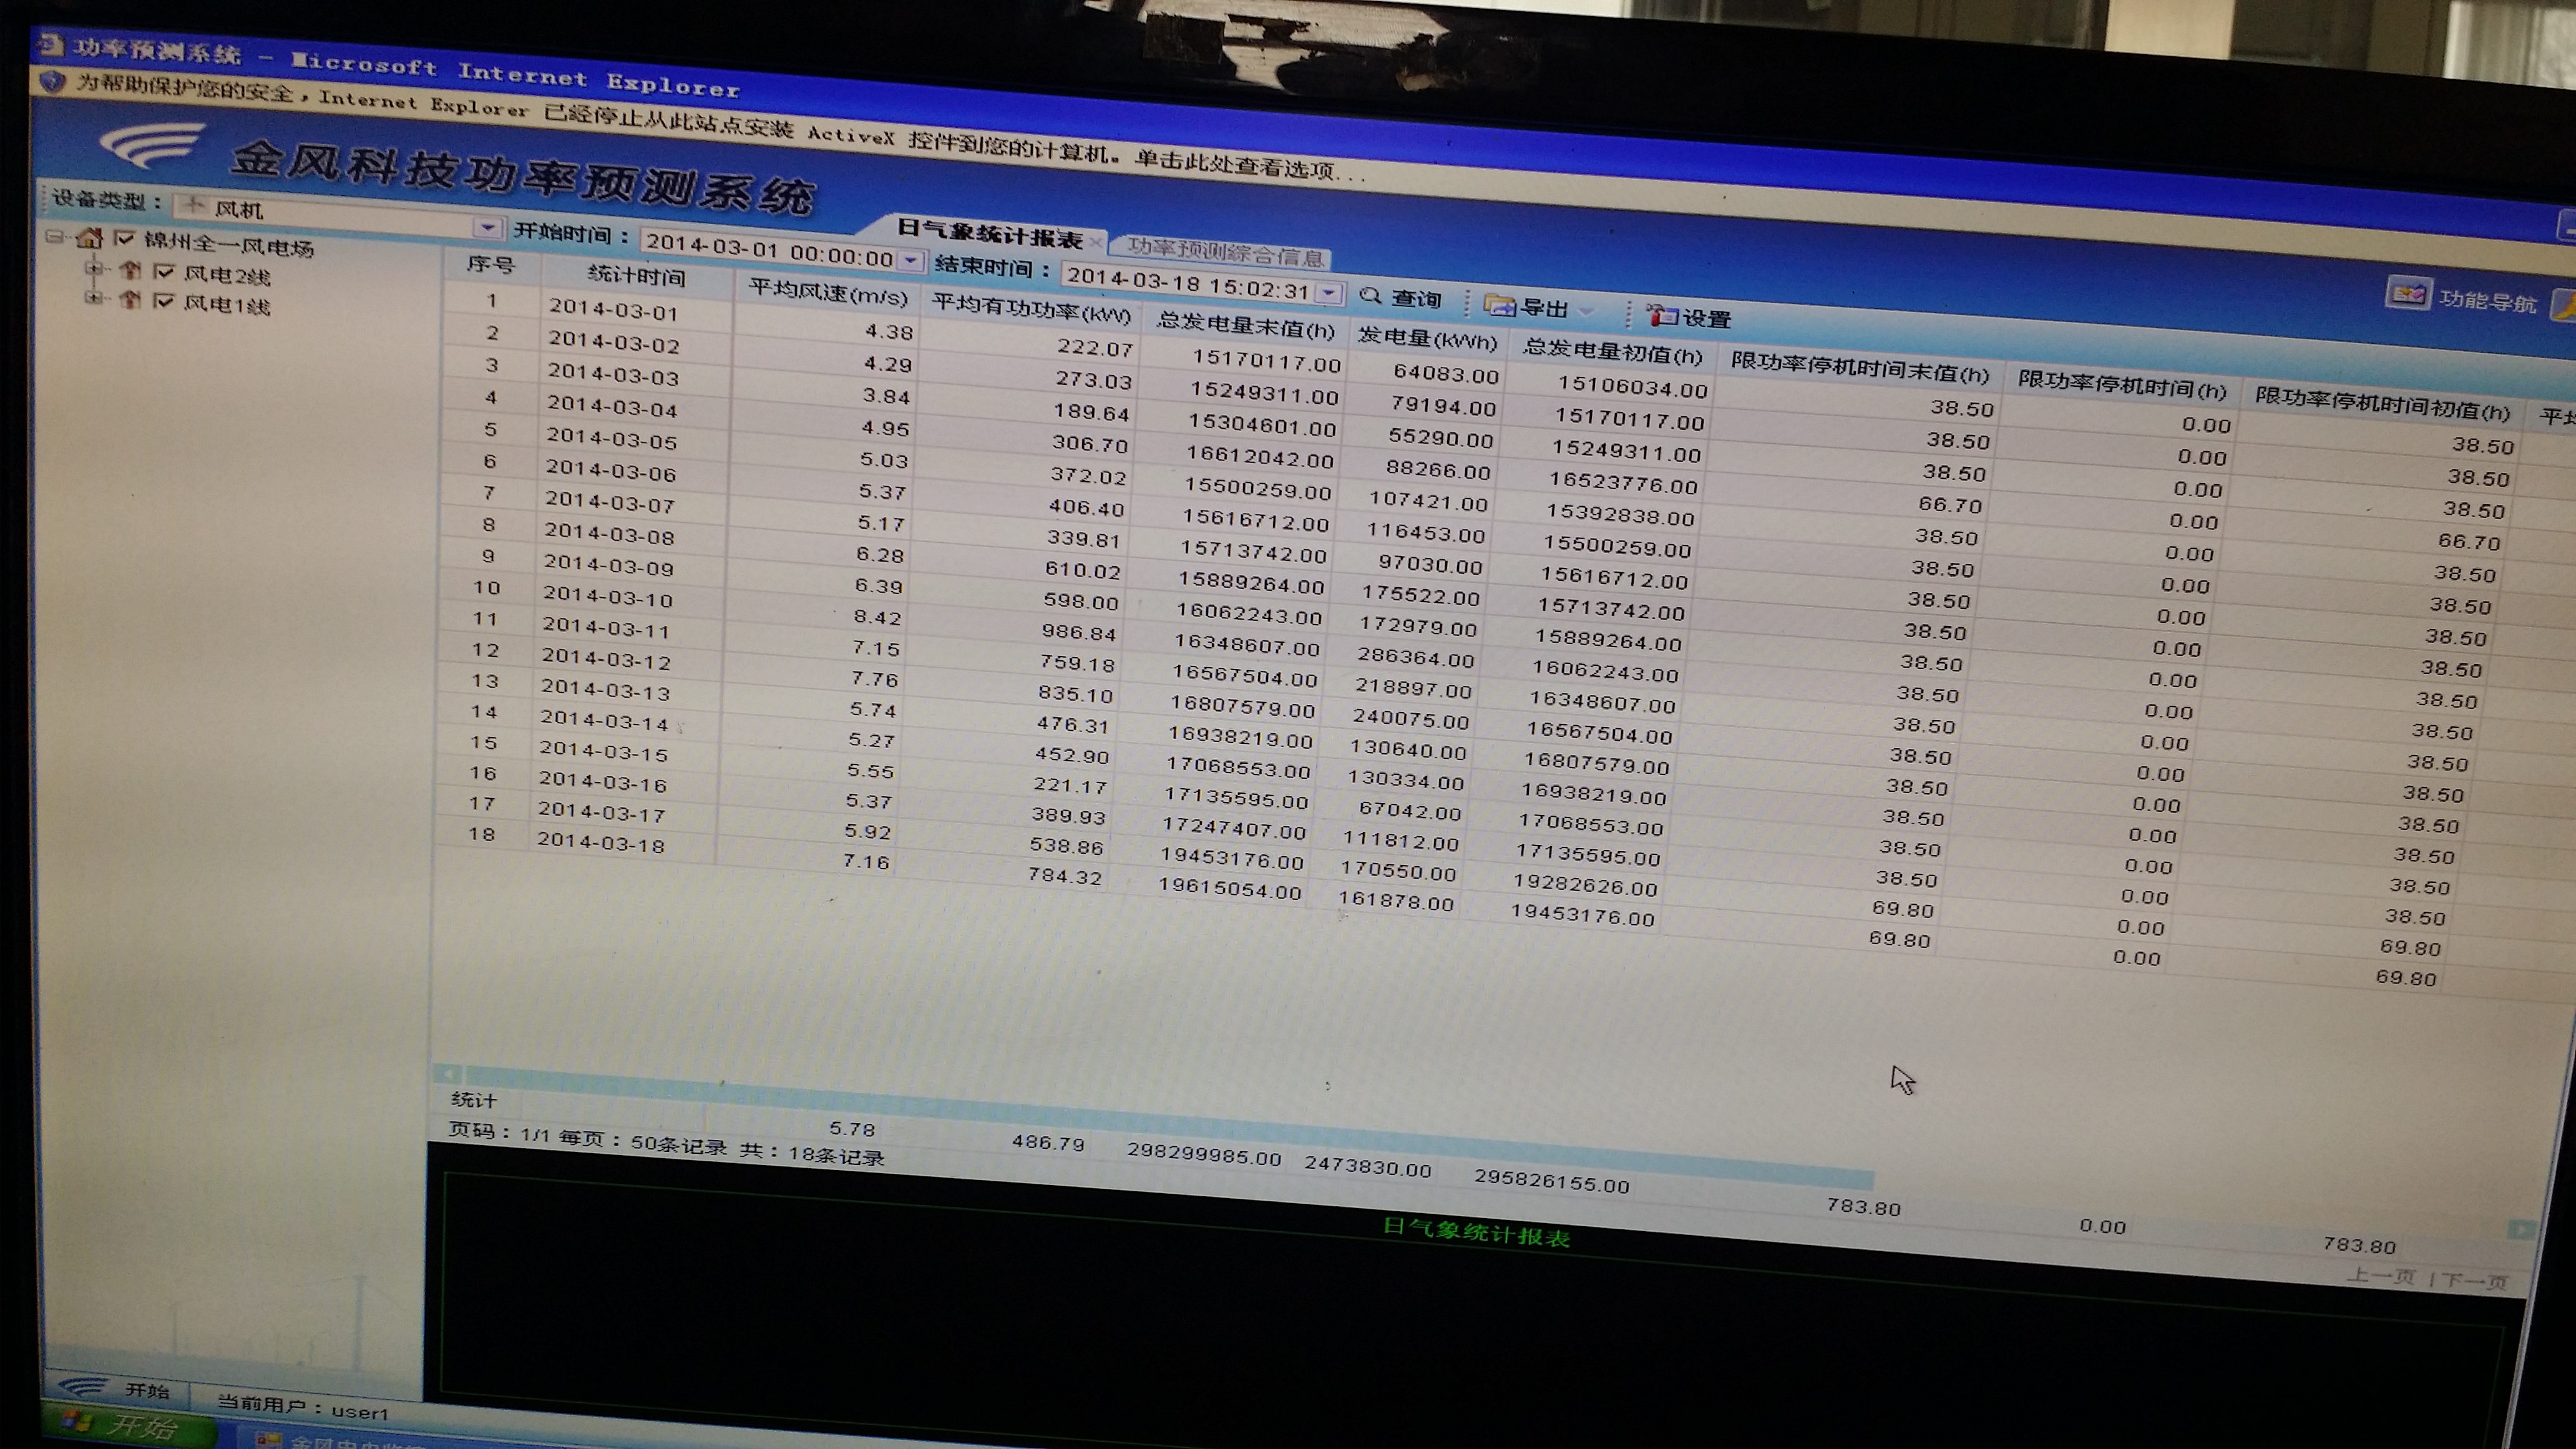 功率预测系统 - Microsoft Internet Explorer
为帮助保护您的安全，Internet Explorer 已经停止从此站点安装 ActiveX 控件到您的计算机。单击此处查看选项...
金风科技功率预测系统
日气象统计报表 功率预测综合信息
功能导航
设备类型： 风机
开始时间： 2014-03-01 00:00:00 结束时间： 2014-03-18 15:02:31 查询 导出 设置
锦州全一风电场
风电2线
风电1线
序号 统计时间 平均风速(m/s) 平均有功功率(kW) 总发电量末值(h) 发电量(kWh) 总发电量初值(h) 限功率停机时间末值(h) 限功率停机时间(h) 限功率停机时间初值(h)
1 2014-03-01 4.38 222.07 15170117.00 64083.00 15106034.00 38.50 0.00 38.50
2 2014-03-02 4.29 273.03 15249311.00 79194.00 15170117.00 38.50 0.00 38.50
3 2014-03-03 3.84 189.64 15304601.00 55290.00 15249311.00 38.50 0.00 38.50
4 2014-03-04 4.95 306.70 16612042.00 88266.00 16523776.00 66.70 0.00 66.70
5 2014-03-05 5.03 372.02 15500259.00 107421.00 15392838.00 38.50 0.00 38.50
6 2014-03-06 5.37 406.40 15616712.00 116453.00 15500259.00 38.50 0.00 38.50
7 2014-03-07 5.17 339.81 15713742.00 97030.00 15616712.00 38.50 0.00 38.50
8 2014-03-08 6.28 610.02 15889264.00 175522.00 15713742.00 38.50 0.00 38.50
9 2014-03-09 6.39 598.00 16062243.00 172979.00 15889264.00 38.50 0.00 38.50
10 2014-03-10 8.42 986.84 16348607.00 286364.00 16062243.00 38.50 0.00 38.50
11 2014-03-11 7.15 759.18 16567504.00 218897.00 16348607.00 38.50 0.00 38.50
12 2014-03-12 7.76 835.10 16807579.00 240075.00 16567504.00 38.50 0.00 38.50
13 2014-03-13 5.74 476.31 16938219.00 130640.00 16807579.00 38.50 0.00 38.50
14 2014-03-14 5.27 452.90 17068553.00 130334.00 16938219.00 38.50 0.00 38.50
15 2014-03-15 5.55 221.17 17135595.00 67042.00 17068553.00 38.50 0.00 38.50
16 2014-03-16 5.37 389.93 17247407.00 111812.00 17135595.00 38.50 0.00 38.50
17 2014-03-17 5.92 538.86 19453176.00 170550.00 19282626.00 69.80 0.00 69.80
18 2014-03-18 7.16 784.32 19615054.00 161878.00 19453176.00 69.80 0.00 69.80
统计 5.78 486.79 298299985.00 2473830.00 295826155.00 783.80 0.00 783.80
页码：1/1 每页：50条记录 共：18条记录 上一页 | 下一页
日气象统计报表
开始 当前用户：user1
开始